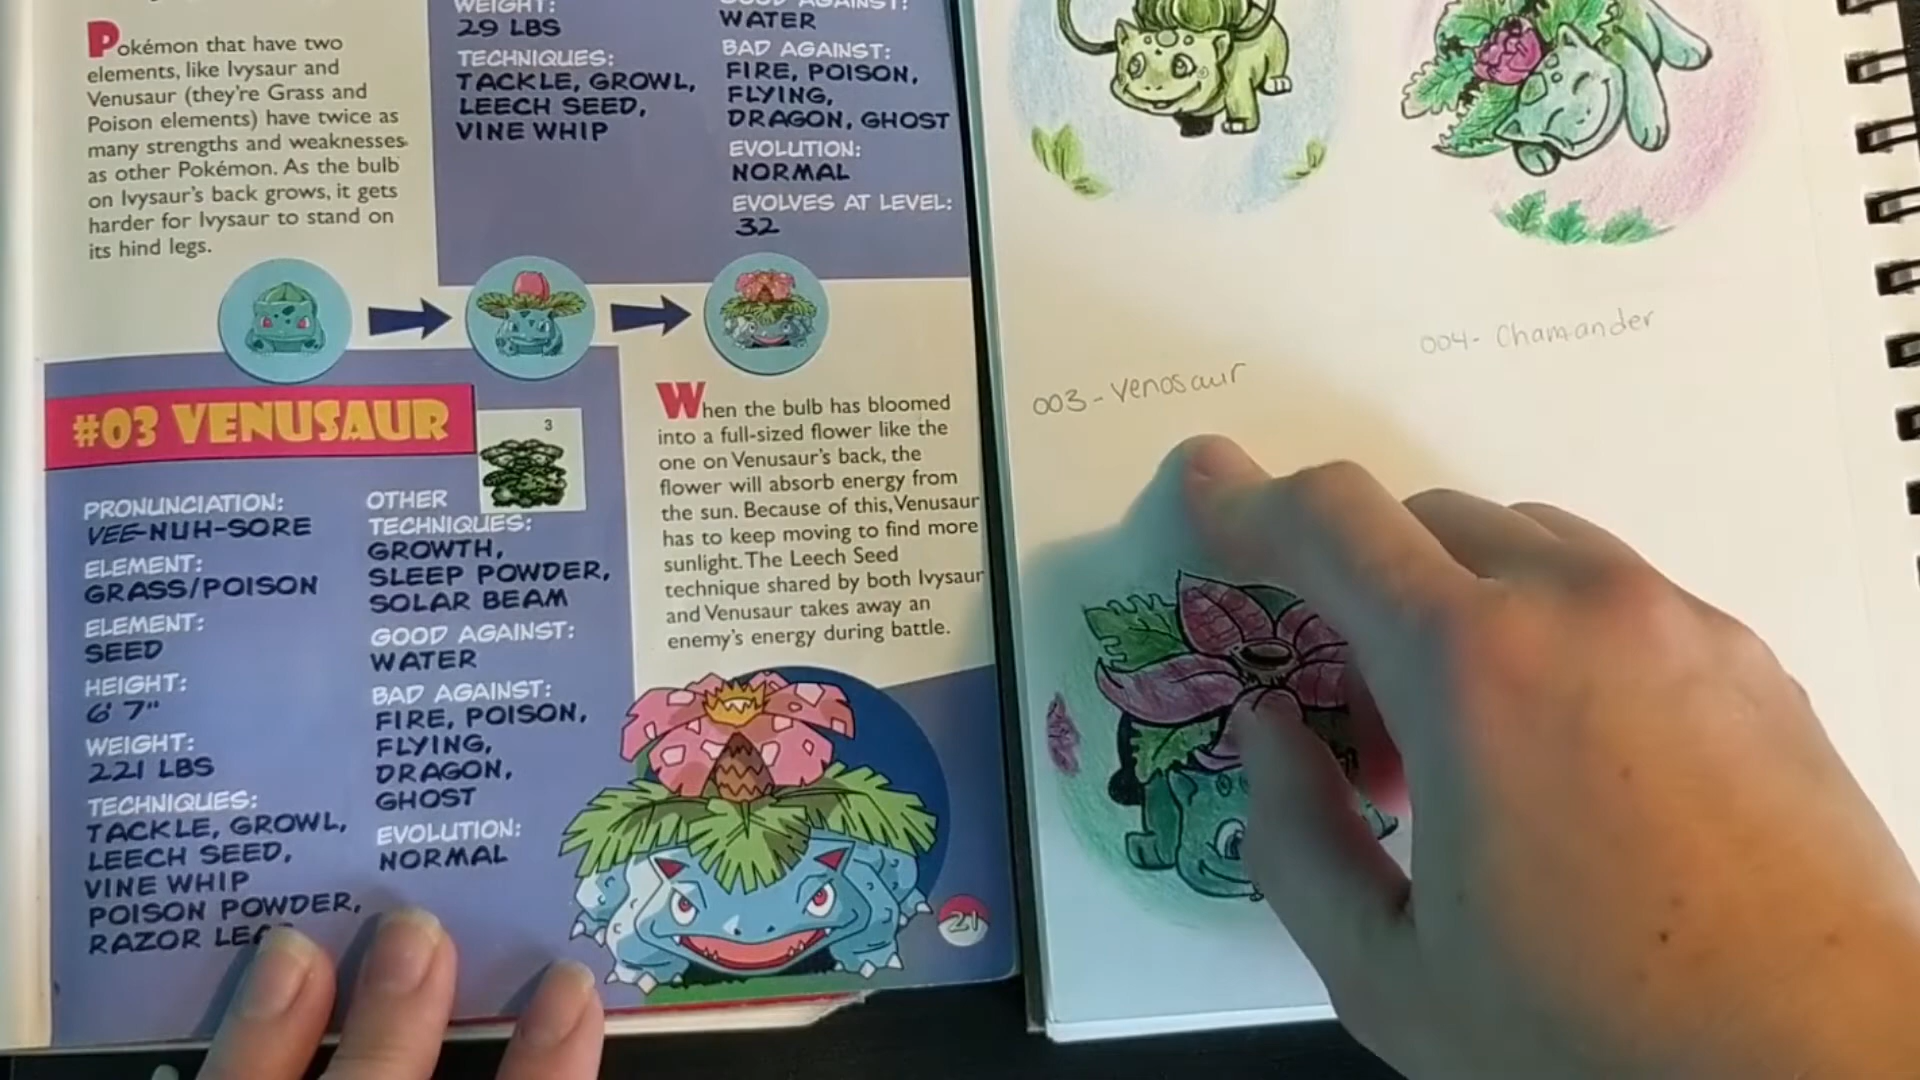 Pokémon that have two
elements, like Ivysaur and
Venusaur (they're Grass and
Poison elements) have twice as
many strengths and weaknesses
as other Pokémon. As the bulb
on Ivysaur's back grows, it gets
harder for Ivysaur to stand on
its hind legs.
WEIGHT:
29 LBS
TECHNIQUES:
TACKLE, GROWL,
LEECH SEED,
VINE WHIP
GOOD AGAINST:
WATER
BAD AGAINST:
FIRE, POISON,
FLYING,
DRAGON, GHOST
EVOLUTION:
NORMAL
EVOLVES AT LEVEL:
32
#03 VENUSAUR
3
PRONUNCIATION:
VEE-NUH-SORE
ELEMENT:
GRASS/POISON
ELEMENT:
SEED
HEIGHT:
6' 7"
WEIGHT:
221 LBS
TECHNIQUES:
TACKLE, GROWL,
LEECH SEED,
VINE WHIP
POISON POWDER,
RAZOR LEAF
OTHER
TECHNIQUES:
GROWTH,
SLEEP POWDER,
SOLAR BEAM
GOOD AGAINST:
WATER
BAD AGAINST:
FIRE, POISON,
FLYING,
DRAGON,
GHOST
EVOLUTION:
NORMAL
When the bulb has bloomed
into a full-sized flower like the
one on Venusaur's back, the
flower will absorb energy from
the sun. Because of this, Venusaur
has to keep moving to find more
sunlight. The Leech Seed
technique shared by both Ivysaur
and Venusaur takes away an
enemy's energy during battle.
21
003-Venosaur
004- Chamander